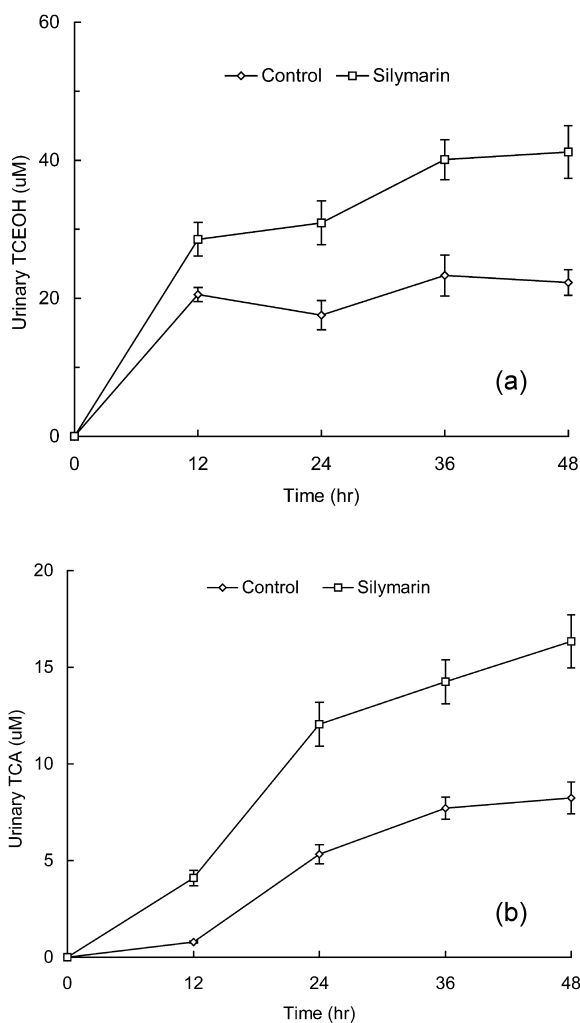 60
Control Silymarin
40
Urinary TCEOH (uM)
20
(a)
0
0 12 24 36 48
Time (hr)
20
Control Silymarin
15
Urinary TCA (uM)
10
5
(b)
0
0 12 24 36 48
Time (hr)